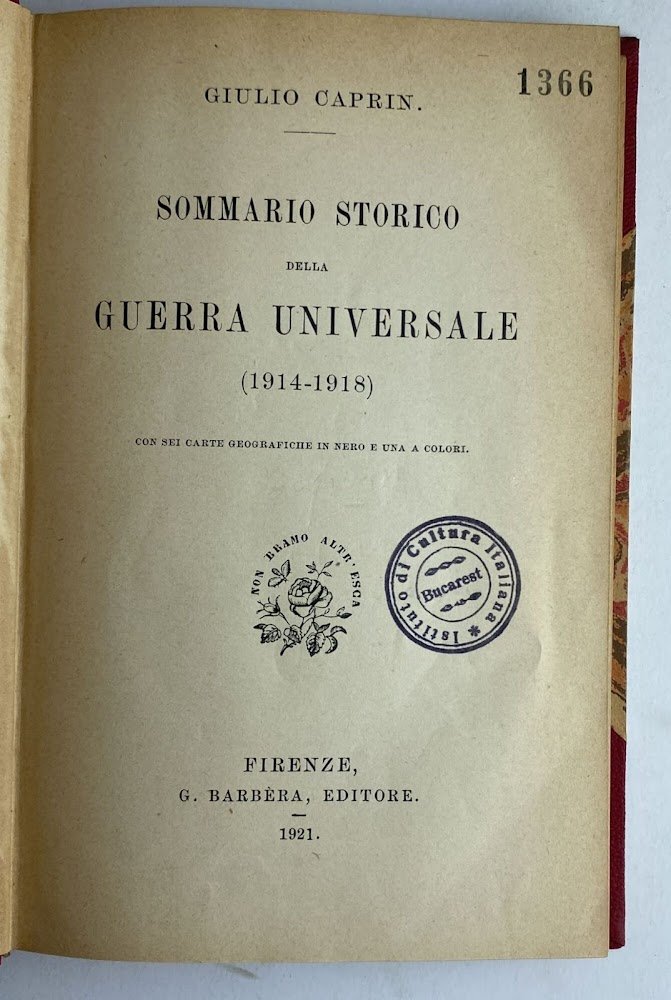 1366
GIULIO CAPRIN.
SOMMARIO STORICO
DELLA
GUERRA UNIVERSALE
(1914-1918)
CON SEI CARTE GEOGRAFICHE IN NERO E UNA A COLORI.
NON BRAMO ALTR'ESCA
Istituto di Cultura Italiana *
Bucarest
FIRENZE,
G. BARBÈRA, EDITORE.
1921.